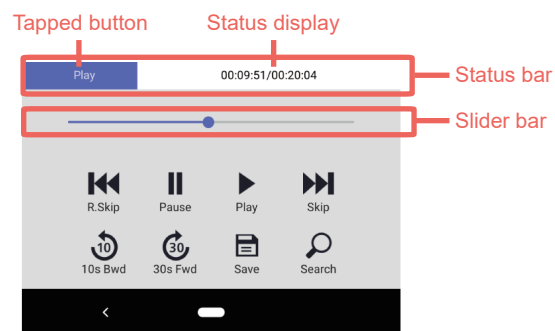 Tapped button Status display
Play 00:09:51/00:20:04 Status bar
Slider bar
R.Skip Pause Play Skip
10 30
10s Bwd 30s Fwd Save Search